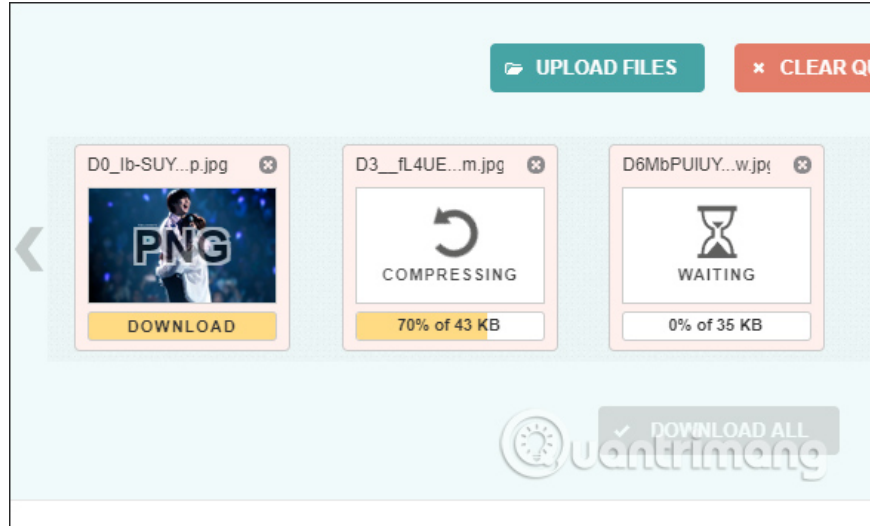 UPLOAD FILES
CLEAR QU
D0_Ib-SUY...p.jpg
D3__fL4UE...m.jpg
D6MbPUIUY...w.jpg
PNG
COMPRESSING
WAITING
DOWNLOAD
70% of 43 KB
0% of 35 KB
DOWNLOAD ALL
Quantrimang